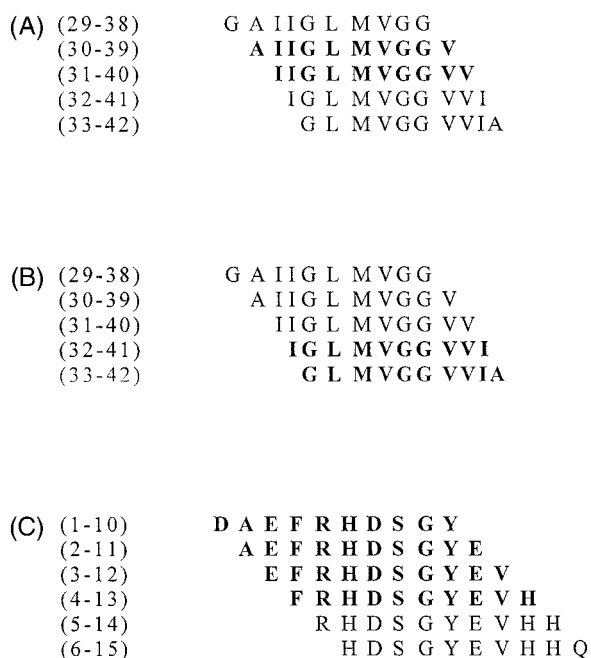 (A) (29-38) G A I I G L M V G G
(30-39) A I I G L M V G G V
(31-40) I I G L M V G G V V
(32-41) I G L M V G G V V I
(33-42) G L M V G G V V I A
(B) (29-38) G A I I G L M V G G
(30-39) A I I G L M V G G V
(31-40) I I G L M V G G V V
(32-41) I G L M V G G V V I
(33-42) G L M V G G V V I A
(C) (1-10) D A E F R H D S G Y
(2-11) A E F R H D S G Y E
(3-12) E F R H D S G Y E V
(4-13) F R H D S G Y E V H
(5-14) R H D S G Y E V H H
(6-15) H D S G Y E V H H Q